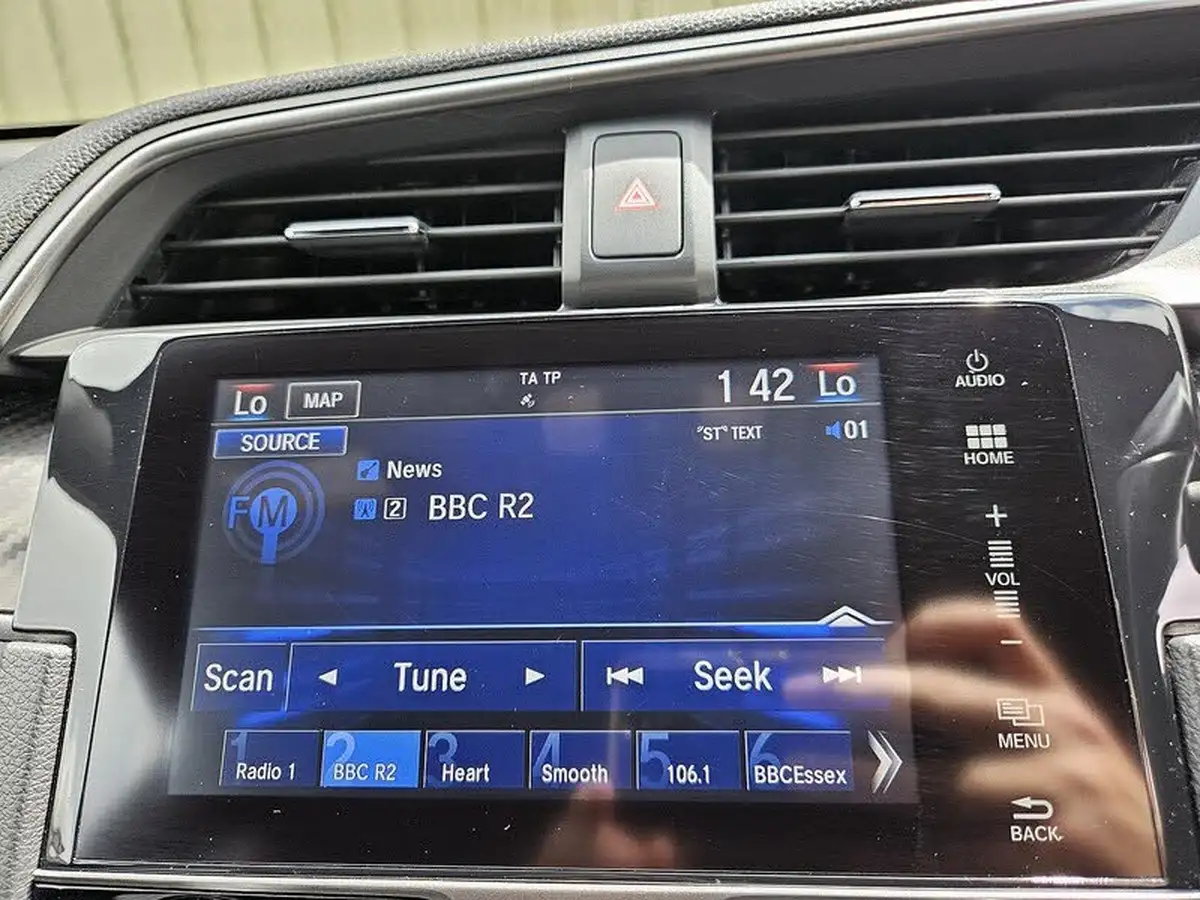 Lo MAP TA TP 1 42 Lo
SOURCE "ST" TEXT 01
FM
News
2 BBC R2
Scan Tune Seek
1 Radio 1 2 BBC R2 3 Heart 4 Smooth 5 106.1 6 BBCEssex
AUDIO
HOME
+
VOL
-
MENU
BACK